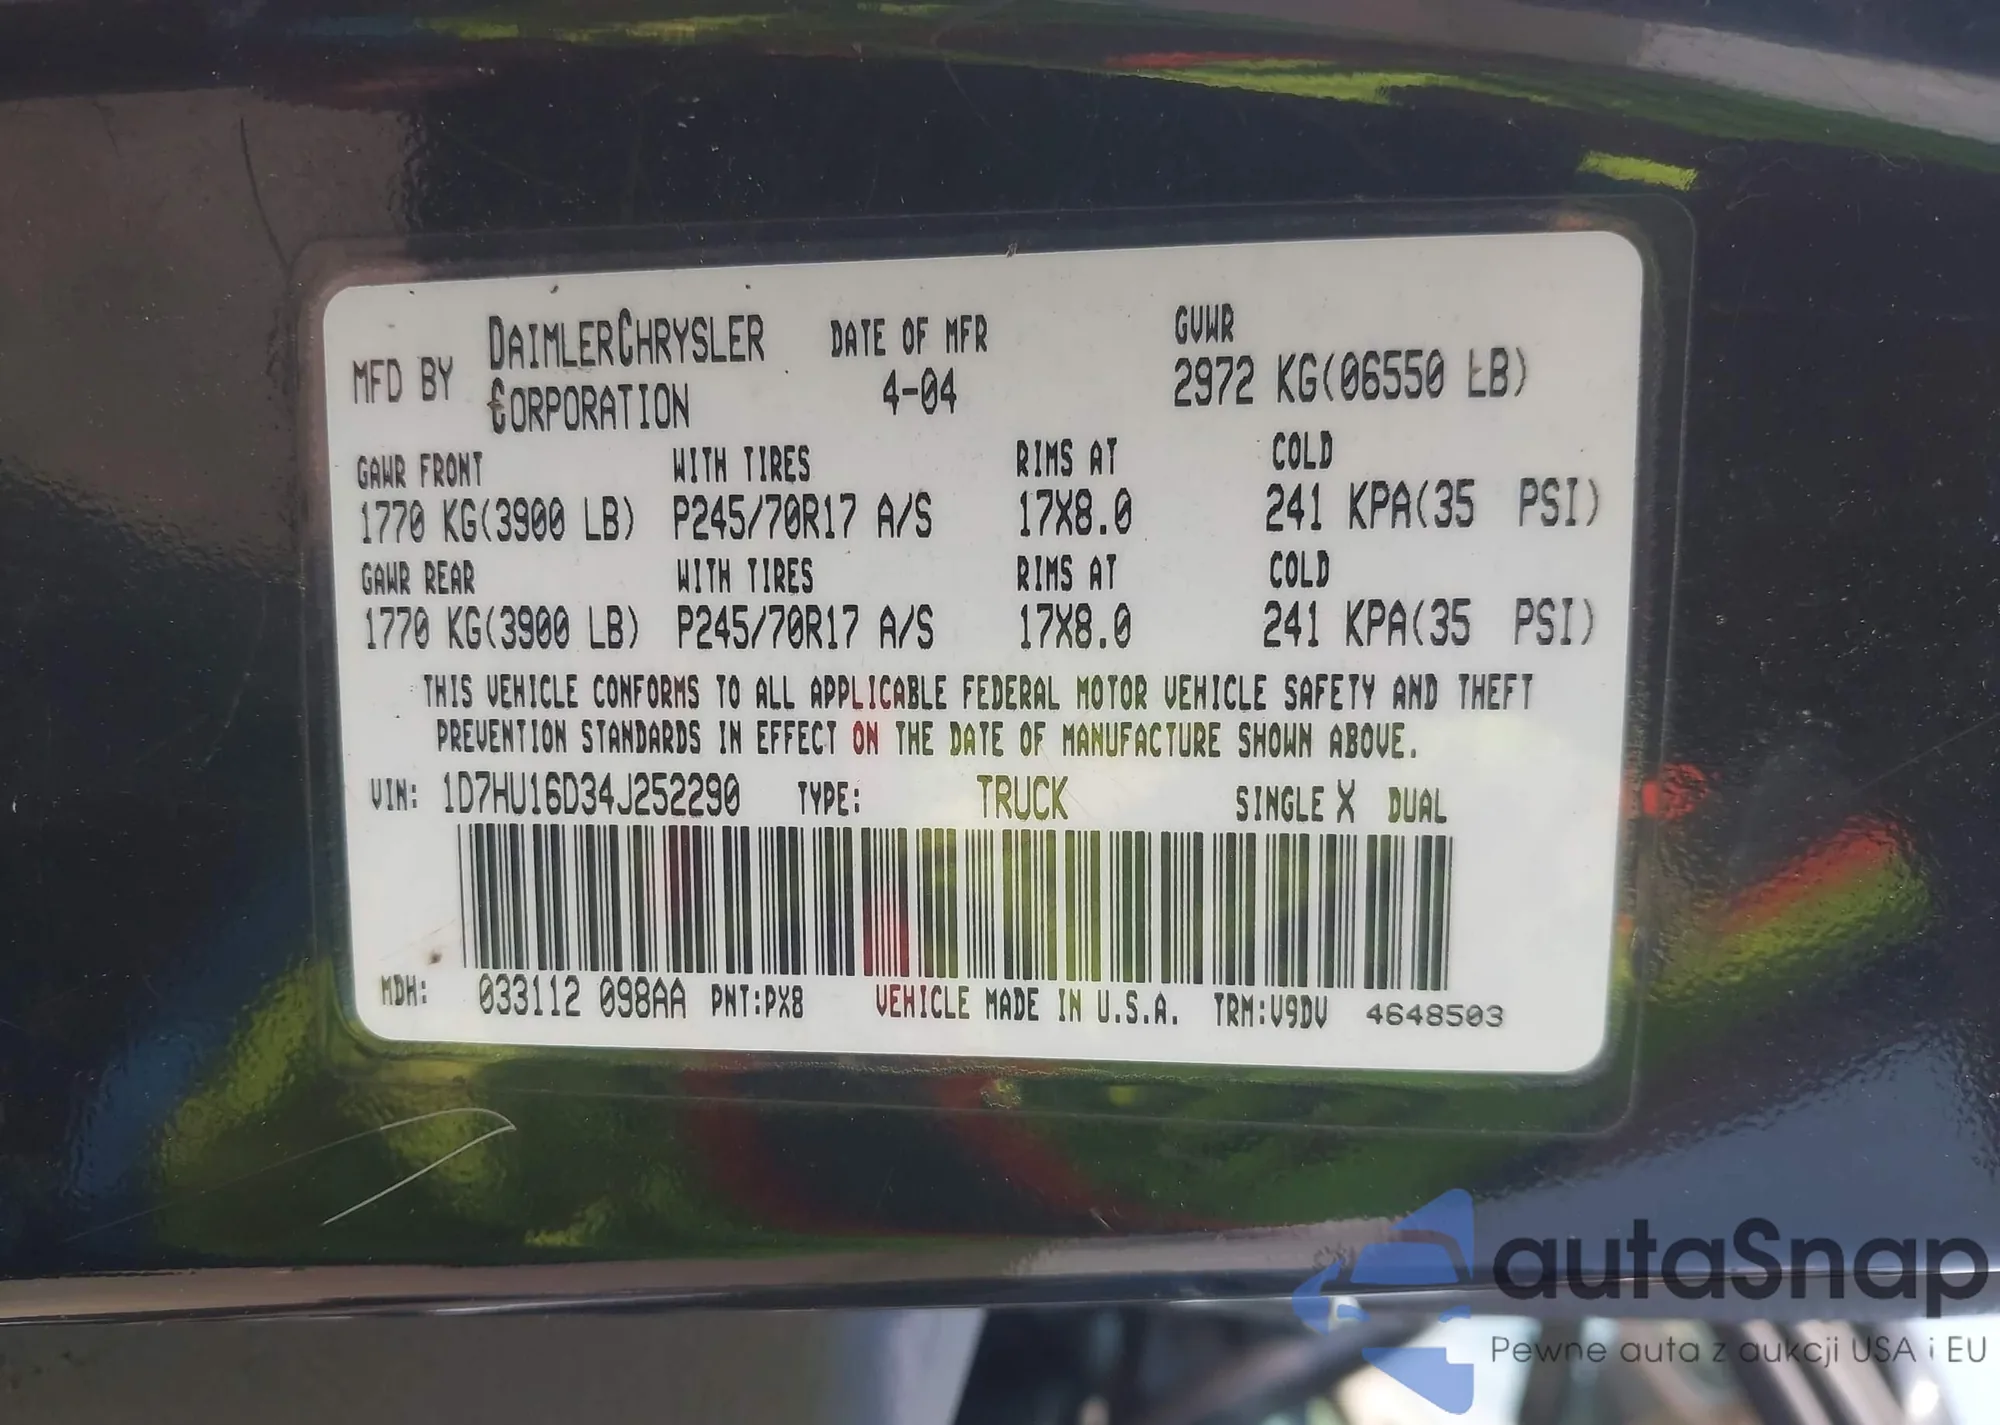 MFD BY DAIMLERCHRYSLER CORPORATION DATE OF MFR 4-04 GVWR 2972 KG(06550 LB)
GAWR FRONT WITH TIRES RIMS AT COLD
1770 KG(3900 LB) P245/70R17 A/S 17X8.0 241 KPA(35 PSI)
GAWR REAR WITH TIRES RIMS AT COLD
1770 KG(3900 LB) P245/70R17 A/S 17X8.0 241 KPA(35 PSI)
THIS VEHICLE CONFORMS TO ALL APPLICABLE FEDERAL MOTOR VEHICLE SAFETY AND THEFT
PREVENTION STANDARDS IN EFFECT ON THE DATE OF MANUFACTURE SHOWN ABOVE.
VIN: 1D7HU16D34J252290 TYPE: TRUCK SINGLE X DUAL
MDH: 033112 098AA PNT:PX8 VEHICLE MADE IN U.S.A. TRM:V9DV 4648503
autaSnap
Pewne auta z aukcji USA i EU